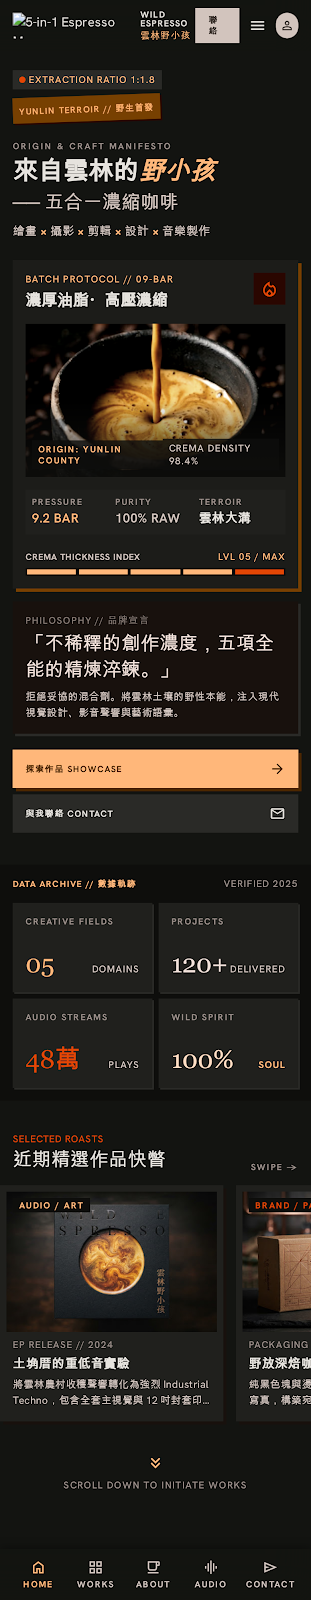 5-in-1 Espresso
WILD
ESPRESSO
雲林野小孩
聯
絡
EXTRACTION RATIO 1:1.8
YUNLIN TERROIR // 野生首發
ORIGIN & CRAFT MANIFESTO
來自雲林的野小孩
—— 五合一濃縮咖啡
繪畫 × 攝影 × 剪輯 × 設計 × 音樂製作
BATCH PROTOCOL // 09-BAR
濃厚油脂·高壓濃縮
ORIGIN: YUNLIN
COUNTY
CREMA DENSITY
98.4%
PRESSURE PURITY TERROIR
9.2 BAR 100% RAW 雲林大溝
CREMA THICKNESS INDEX LVL 05 / MAX
PHILOSOPHY // 品牌宣言
「不稀釋的創作濃度，五項全
能的精煉淬鍊。」
拒絕妥協的混合劑。將雲林土壤的野性本能，注入現代
視覺設計、影音聲響與藝術語彙。
探索作品 SHOWCASE
與我聯絡 CONTACT
DATA ARCHIVE // 數據軌跡 VERIFIED 2025
CREATIVE FIELDS
05 DOMAINS
PROJECTS
120+ DELIVERED
AUDIO STREAMS
48萬 PLAYS
WILD SPIRIT
100% SOUL
SELECTED ROASTS
近期精選作品快瞥
SWIPE →
AUDIO / ART
WILD E
SPRESSO
雲林野小孩
EP RELEASE // 2024
土埆厝的重低音實驗
將雲林農村收穫聲響轉化為強烈 Industrial
Techno，包含全套主視覺與 12 吋封套印...
BRAND / PA
PACKAGING
野放深焙咖
純黑色塊與燙
寫真，構築宛
SCROLL DOWN TO INITIATE WORKS
HOME WORKS ABOUT AUDIO CONTACT